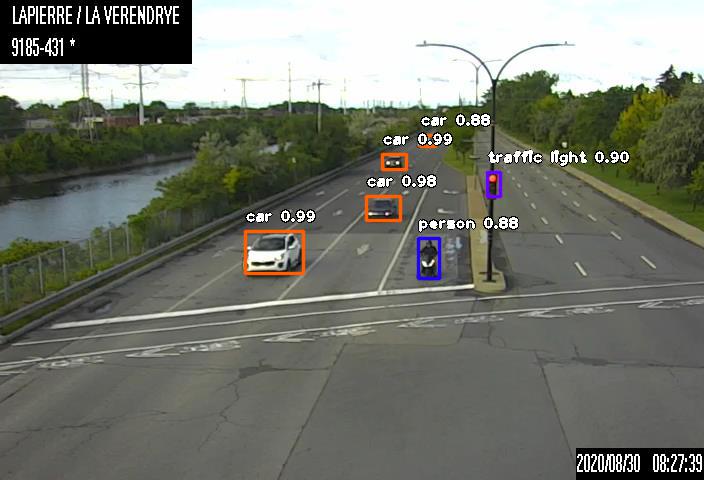 LAPIERRE / LA VERENDRYE
9185-431 *
car 0.88
car 0.99
traffic light 0.90
car 0.98
car 0.99
person 0.88
2020/08/30 08:27:39